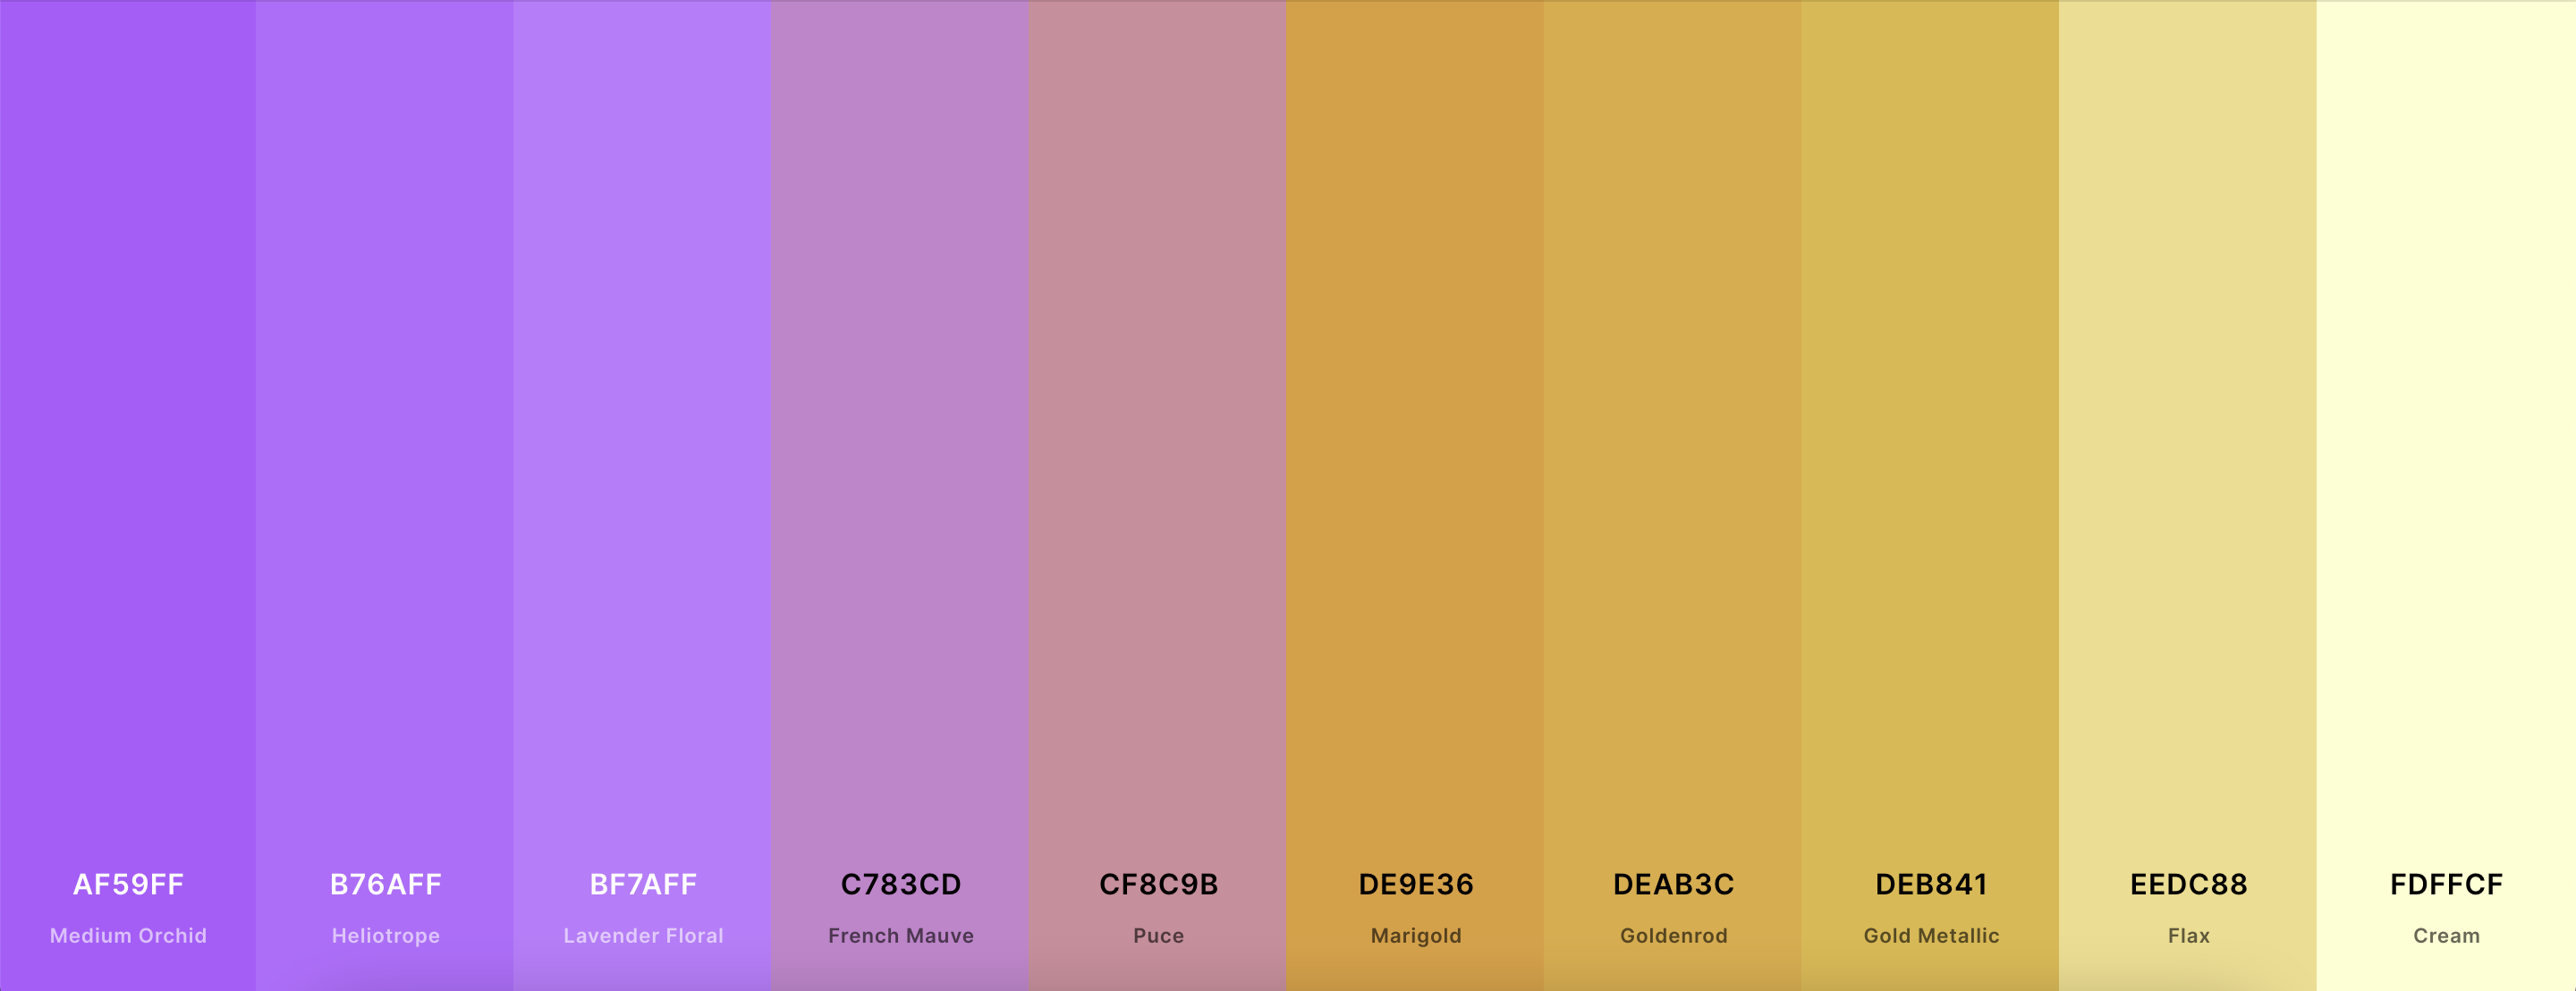 AF59FF
Medium Orchid
B76AFF
Heliotrope
BF7AFF
Lavender Floral
C783CD
French Mauve
CF8C9B
Puce
DE9E36
Marigold
DEAB3C
Goldenrod
DEB841
Gold Metallic
EEDC88
Flax
FDFFCF
Cream